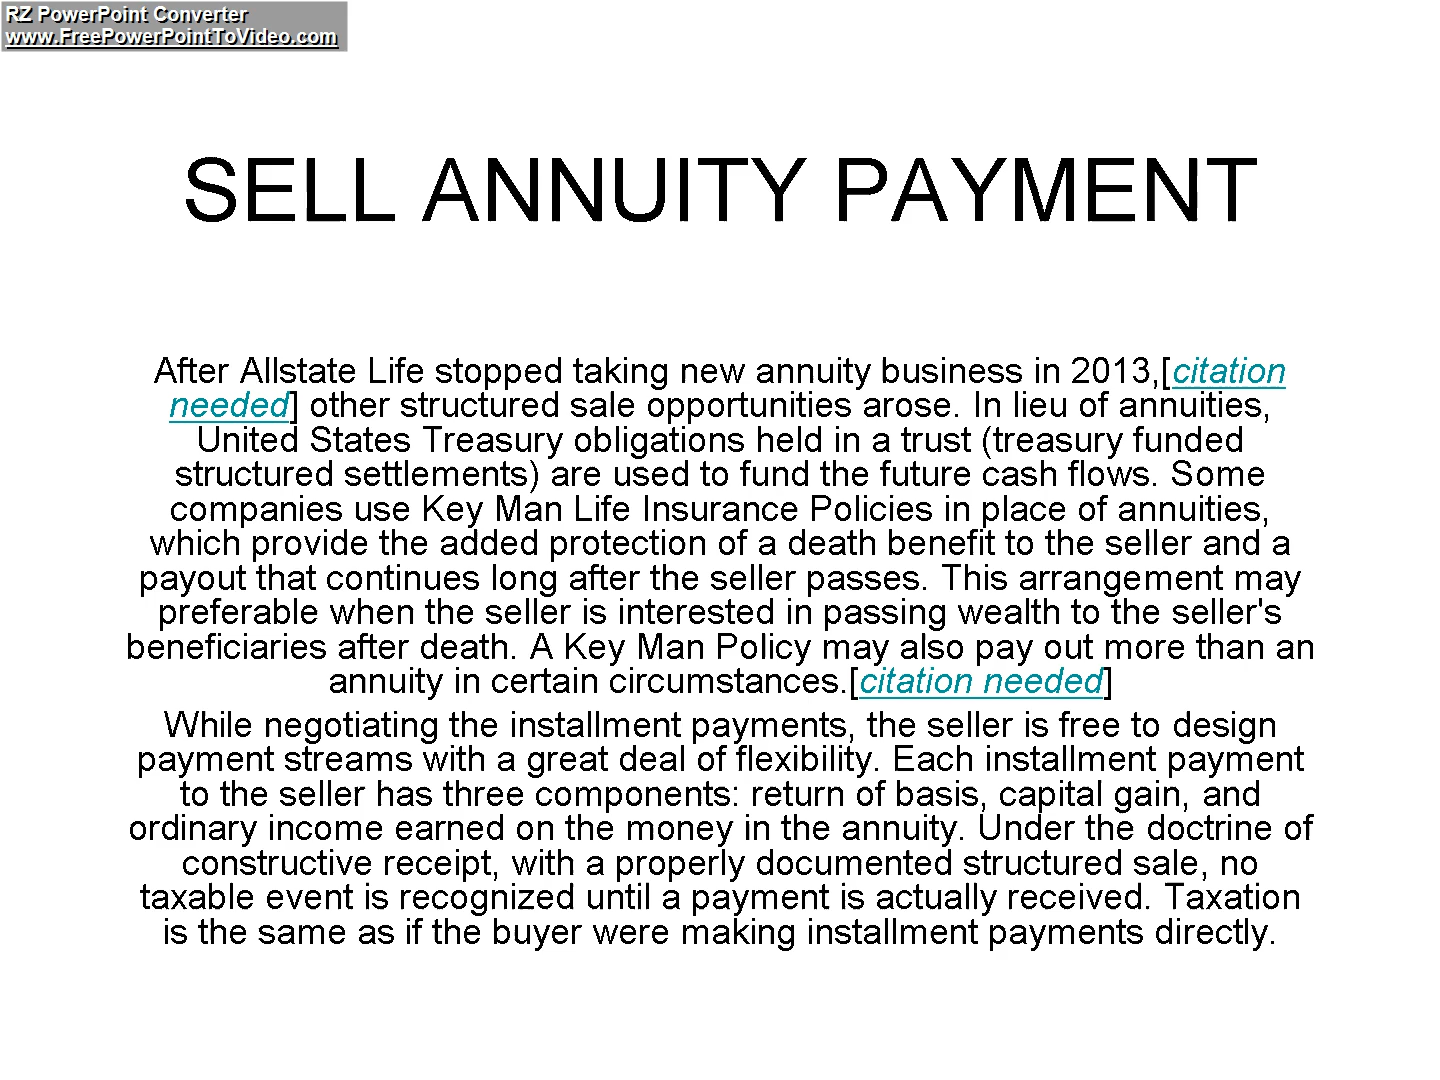 RZ PowerPoint Converter
www.FreePowerPointToVideo.com
SELL ANNUITY PAYMENT
After Allstate Life stopped taking new annuity business in 2013,[citation
needed] other structured sale opportunities arose. In lieu of annuities,
United States Treasury obligations held in a trust (treasury funded
structured settlements) are used to fund the future cash flows. Some
companies use Key Man Life Insurance Policies in place of annuities,
which provide the added protection of a death benefit to the seller and a
payout that continues long after the seller passes. This arrangement may
preferable when the seller is interested in passing wealth to the seller's
beneficiaries after death. A Key Man Policy may also pay out more than an
annuity in certain circumstances.[citation needed]
While negotiating the installment payments, the seller is free to design
payment streams with a great deal of flexibility. Each installment payment
to the seller has three components: return of basis, capital gain, and
ordinary income earned on the money in the annuity. Under the doctrine of
constructive receipt, with a properly documented structured sale, no
taxable event is recognized until a payment is actually received. Taxation
is the same as if the buyer were making installment payments directly.